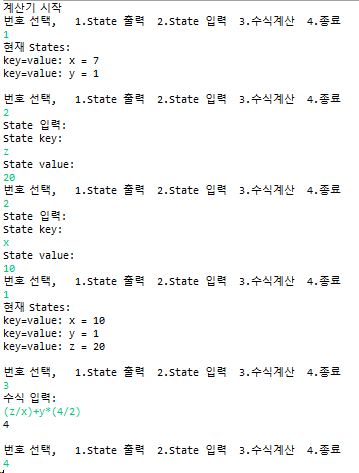 계산기 시작
번호 선택,   1.State 출력  2.State 입력  3.수식계산  4.종료
1
현재 States:
key=value: x = 7
key=value: y = 1
번호 선택,   1.State 출력  2.State 입력  3.수식계산  4.종료
2
State 입력:
State key:
z
State value:
20
번호 선택,   1.State 출력  2.State 입력  3.수식계산  4.종료
2
State 입력:
State key:
x
State value:
10
번호 선택,   1.State 출력  2.State 입력  3.수식계산  4.종료
1
현재 States:
key=value: x = 10
key=value: y = 1
key=value: z = 20
번호 선택,   1.State 출력  2.State 입력  3.수식계산  4.종료
3
수식 입력:
(z/x)+y*(4/2)
4
번호 선택,   1.State 출력  2.State 입력  3.수식계산  4.종료
4